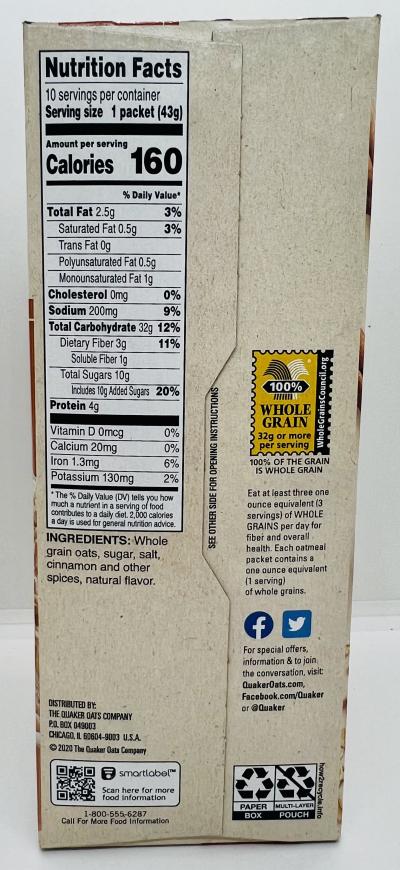 Nutrition Facts
10 servings per container
Serving size 1 packet (43g)
Amount per serving
Calories 160
% Daily Value*
Total Fat 2.5g 3%
Saturated Fat 0.5g 3%
Trans Fat 0g
Polyunsaturated Fat 0.5g
Monounsaturated Fat 1g
Cholesterol 0mg 0%
Sodium 200mg 9%
Total Carbohydrate 32g 12%
Dietary Fiber 3g 11%
Soluble Fiber 1g
Total Sugars 10g
Includes 10g Added Sugars 20%
Protein 4g
Vitamin D 0mcg 0%
Calcium 20mg 0%
Iron 1.3mg 6%
Potassium 130mg 2%
* The % Daily Value (DV) tells you how
much a nutrient in a serving of food
contributes to a daily diet. 2,000 calories
a day is used for general nutrition advice.
INGREDIENTS: Whole
grain oats, sugar, salt,
cinnamon and other
spices, natural flavor.
DISTRIBUTED BY:
THE QUAKER OATS COMPANY
P.O. BOX 049003
CHICAGO, IL 60604-9003 U.S.A.
© 2020 The Quaker Oats Company
smartlabel™
Scan here for more
food information
1-800-555-6287
Call For More Food Information
SEE OTHER SIDE FOR OPENING INSTRUCTIONS
100%
WHOLE
GRAIN
32g or more
per serving
WholeGrainsCouncil.org
100% OF THE GRAIN
IS WHOLE GRAIN
Eat at least three one
ounce equivalent (3
servings) of WHOLE
GRAINS per day for
fiber and overall
health. Each oatmeal
packet contains a
one ounce equivalent
(1 serving)
of whole grains.
For special offers,
information & to join
the conversation, visit:
QuakerOats.com,
Facebook.com/Quaker
or @Quaker
PAPER
BOX
MULTI-LAYER
POUCH
how2recycle.info